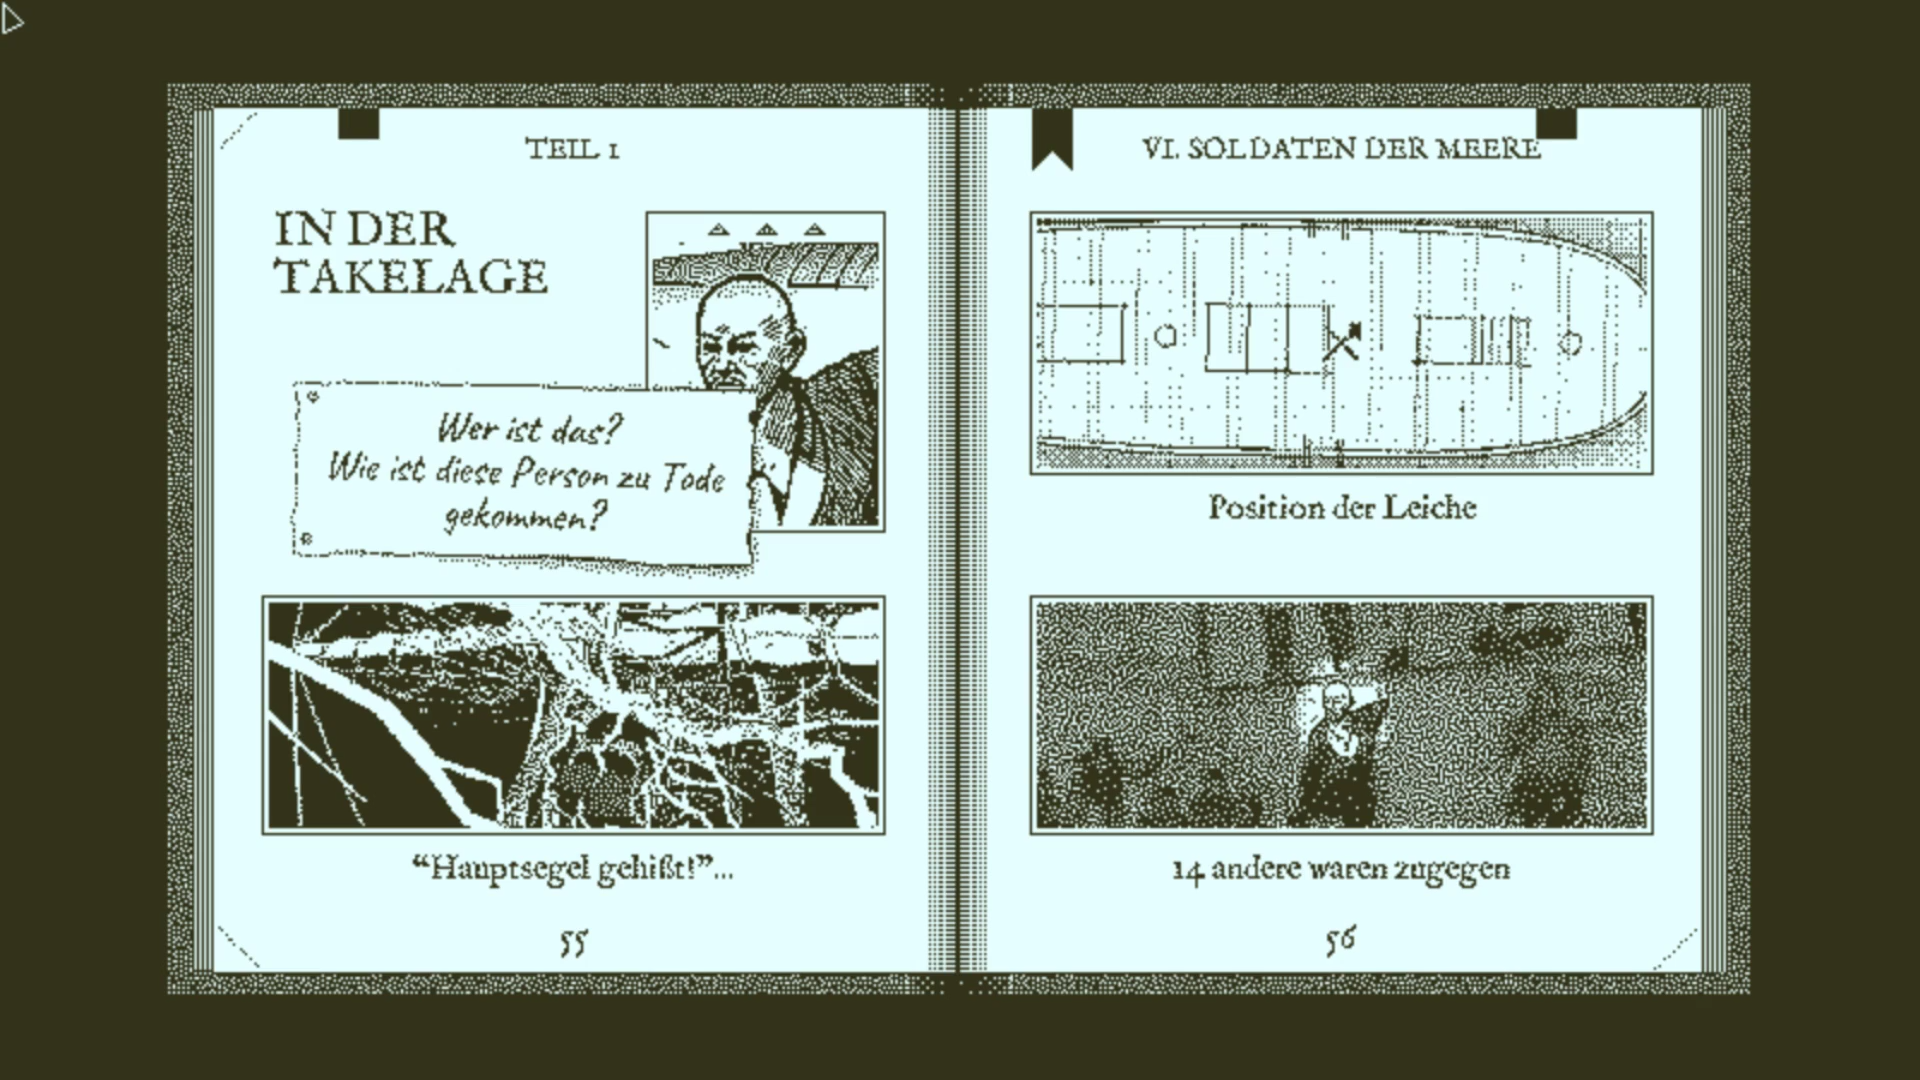 TEIL 1
IN DER
TAKELAGE
Wer ist das?
Wie ist diese Person zu Tode
gekommen?
“Hauptsegel gehißt!”...
55
VI. SOLDATEN DER MEERE
Position der Leiche
14 andere waren zugegen
56